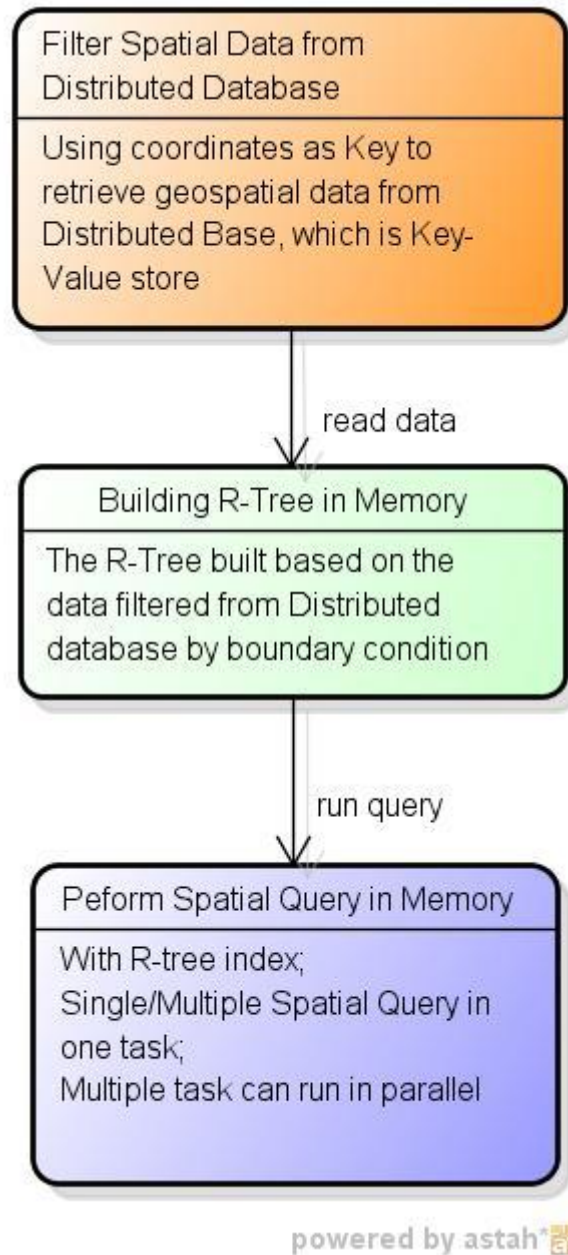 Filter Spatial Data from
Distributed Database
Using coordinates as Key to
retrieve geospatial data from
Distributed Base, which is Key-
Value store
read data
Building R-Tree in Memory
The R-Tree built based on the
data filtered from Distributed
database by boundary condition
run query
Peform Spatial Query in Memory
With R-tree index;
Single/Multiple Spatial Query in
one task;
Multiple task can run in parallel
powered by astah*